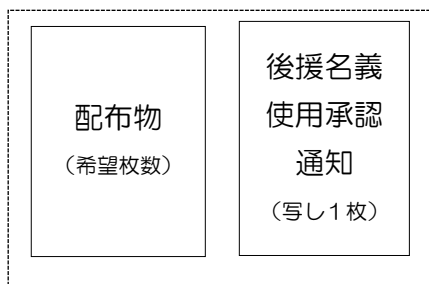 配布物
（希望枚数）
後援名義
使用承認
通知
（写し１枚）